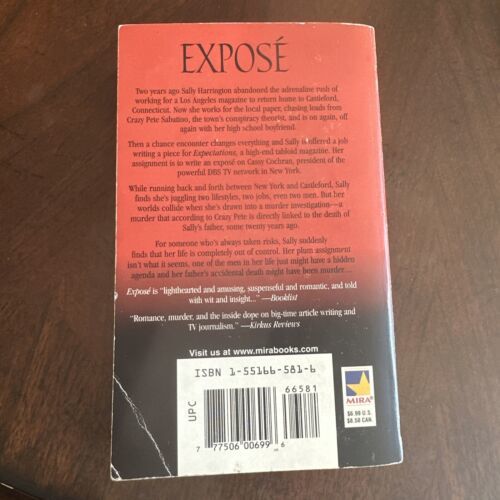 EXPOSÉ
Two years ago Sally Harrington abandoned the adrenaline rush of
working for a Los Angeles magazine to return home to Castleford,
Connecticut. Now she works for the local paper, chasing leads from
Crazy Pete Sabatino, the town's conspiracy theorist, and is on again, off
again with her high school boyfriend.
Then a chance encounter changes everything and Sally is offered a job
writing a piece for Expectations, a high-end tabloid magazine. Her
assignment is to write an exposé on Cassy Cochran, president of the
powerful DBS TV network in New York.
While running back and forth between New York and Castleford, Sally
finds she's juggling two lifestyles, two jobs, even two men. But her
worlds collide when she's drawn into a murder investigation—a
murder that according to Crazy Pete is directly linked to the death of
Sally's father, some twenty years ago.
For someone who's always taken risks, Sally suddenly
finds that her life is completely out of control. Her plum assignment
isn't what it seems, one of the men in her life just might have a hidden
agenda and her father's accidental death might have been murder....
Exposé is "lighthearted and amusing, suspenseful and romantic, and told
with wit and insight..." —Booklist
"Romance, murder, and the inside dope on big-time article writing and
TV journalism." —Kirkus Reviews
Visit us at www.mirabooks.com
ISBN 1-55166-581-6
66581
UPC
7 77506 00699 6
MIRA®
$6.99 U.S.
$8.50 CAN.